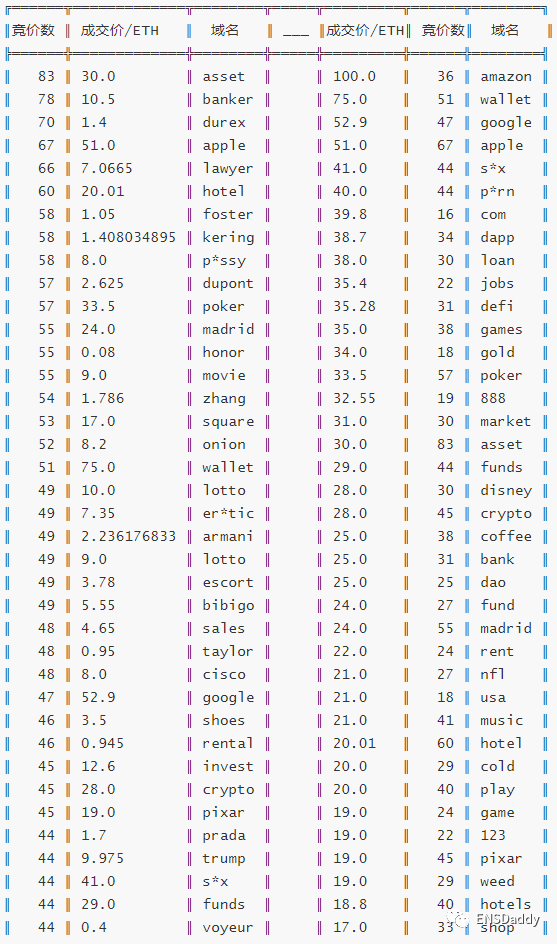 竞价数 成交价/ETH 域名 ___ 成交价/ETH 竞价数 域名
83 30.0 asset 100.0 36 amazon
78 10.5 banker 75.0 51 wallet
70 1.4 durex 52.9 47 google
67 51.0 apple 51.0 67 apple
66 7.0665 lawyer 41.0 44 s*x
60 20.01 hotel 40.0 44 p*rn
58 1.05 foster 39.8 16 com
58 1.408034895 kering 38.7 34 dapp
58 8.0 p*ssy 38.0 30 loan
57 2.625 dupont 35.4 22 jobs
57 33.5 poker 35.28 31 defi
55 24.0 madrid 35.0 38 games
55 0.08 honor 34.0 18 gold
55 9.0 movie 33.5 57 poker
54 1.786 zhang 32.55 19 888
53 17.0 square 31.0 30 market
52 8.2 onion 30.0 83 asset
51 75.0 wallet 29.0 44 funds
49 10.0 lotto 28.0 30 disney
49 7.35 er*tic 28.0 45 crypto
49 2.236176833 armani 25.0 38 coffee
49 9.0 lotto 25.0 31 bank
49 3.78 escort 25.0 25 dao
49 5.55 bibigo 24.0 27 fund
48 4.65 sales 24.0 55 madrid
48 0.95 taylor 22.0 24 rent
48 8.0 cisco 21.0 27 nfl
47 52.9 google 21.0 18 usa
46 3.5 shoes 21.0 41 music
46 0.945 rental 20.01 60 hotel
45 12.6 invest 20.0 29 cold
45 28.0 crypto 20.0 40 play
45 19.0 pixar 19.0 24 game
44 1.7 prada 19.0 22 123
44 9.975 trump 19.0 45 pixar
44 41.0 s*x 19.0 29 weed
44 29.0 funds 18.8 40 hotels
44 0.4 voyeur 17.0 33 shop
ENSDaddy